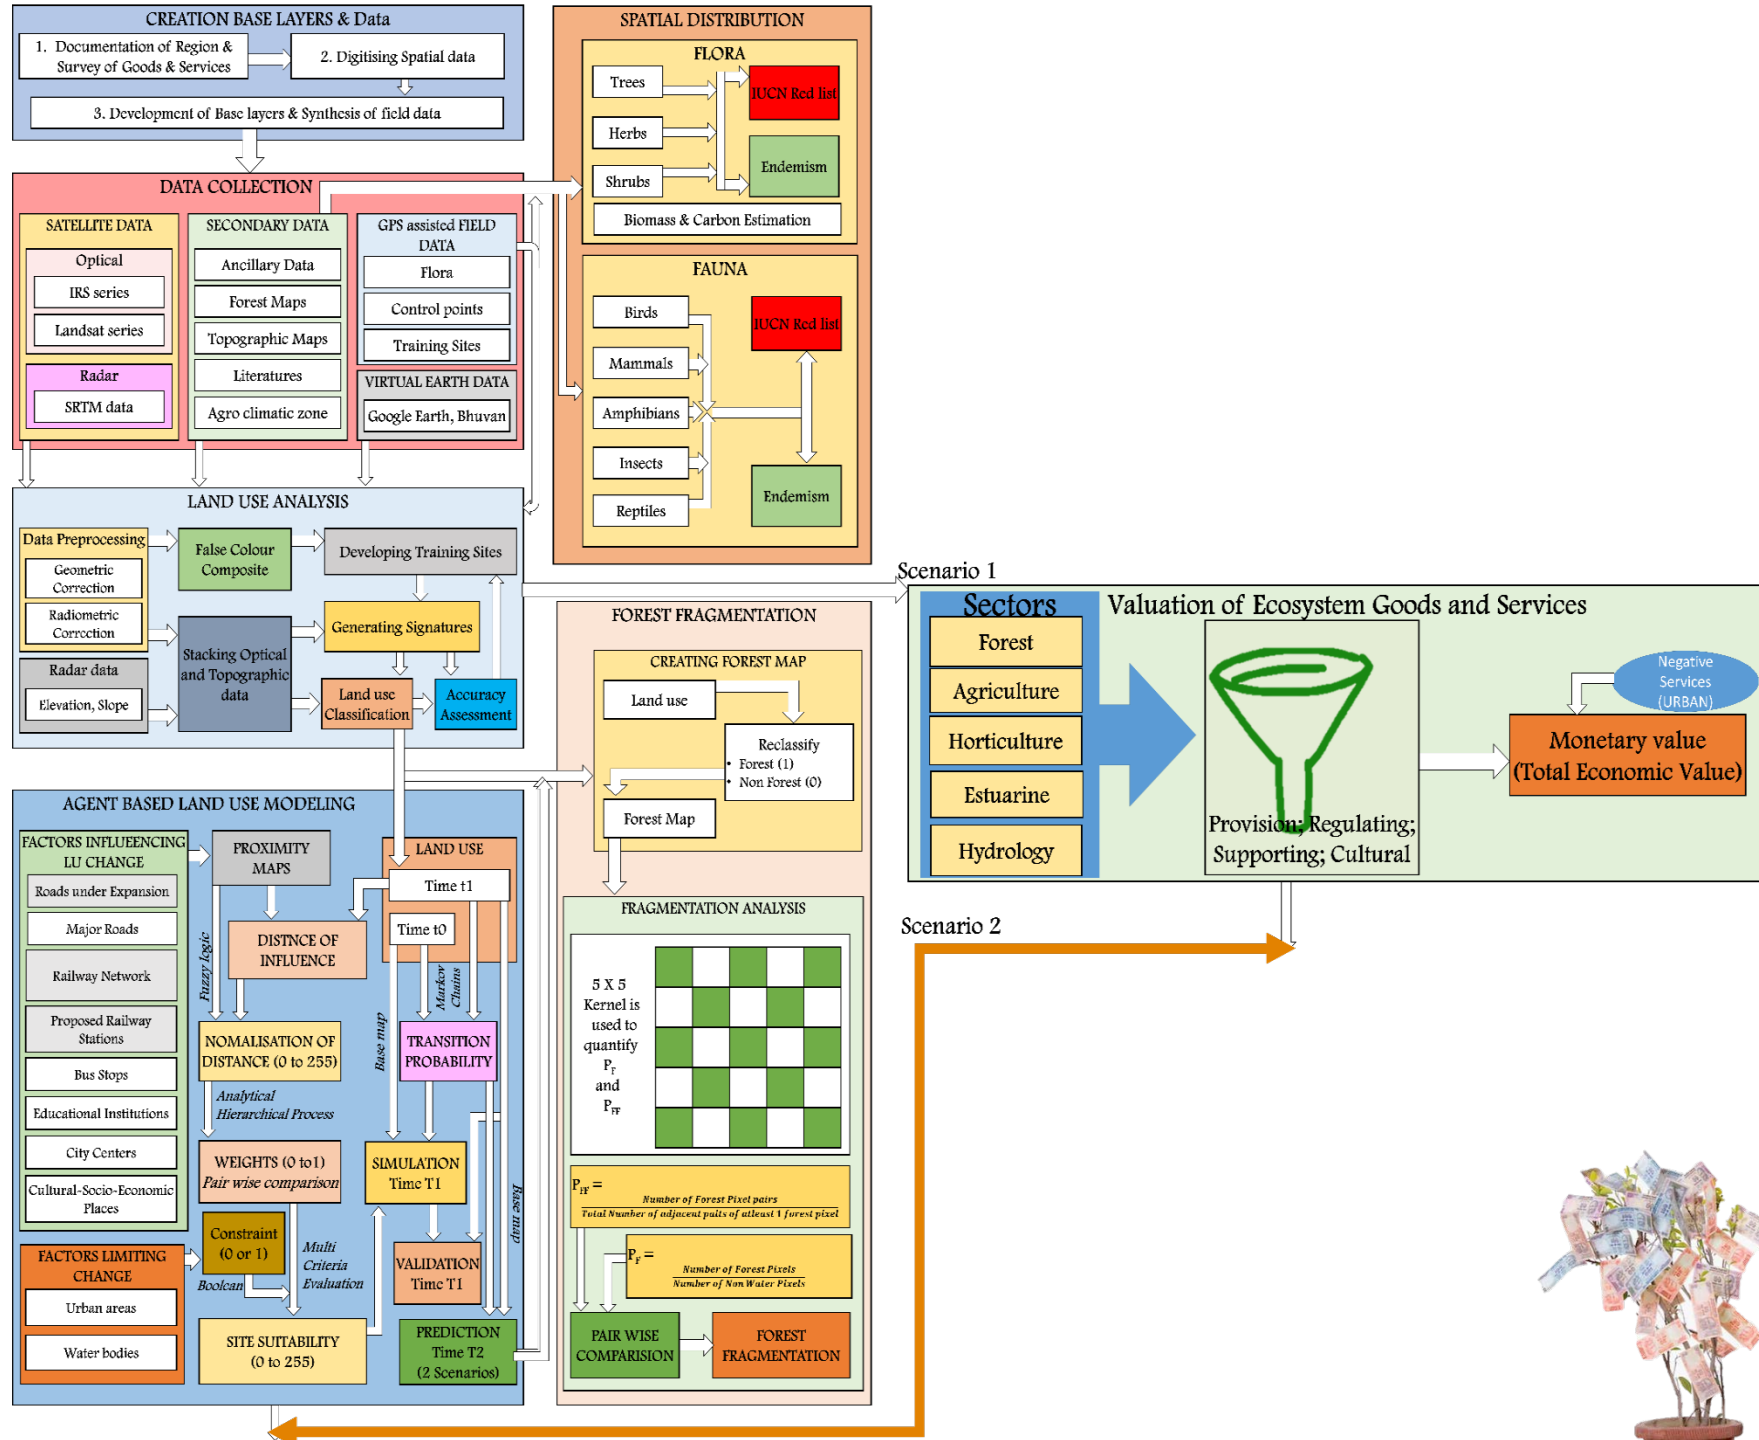 CREATION BASE LAYERS & Data
1. Documentation of Region &
Survey of Goods & Services
2. Digitising Spatial data
3. Development of Base layers & Synthesis of field data
DATA COLLECTION
SATELLITE DATA
Optical
IRS series
Landsat series
Radar
SRTM data
SECONDARY DATA
Ancillary Data
Forest Maps
Topographic Maps
Literatures
Agro climatic zone
GPS assisted FIELD
DATA
Flora
Control points
Training Sites
VIRTUAL EARTH DATA
Google Earth, Bhuvan
SPATIAL DISTRIBUTION
FLORA
Trees
Herbs
Shrubs
IUCN Red list
Endemism
Biomass & Carbon Estimation
FAUNA
Birds
Mammals
Amphibians
Insects
Reptiles
IUCN Red list
Endemism
LAND USE ANALYSIS
Data Preprocessing
Geometric
Correction
Radiometric
Corrction
Radar data
Elevation, Slope
False Colour
Composite
Stacking Optical
and Topographic
data
Developing Training Sites
Generating Signatures
Land use
Classification
Accuracy
Assessment
AGENT BASED LAND USE MODELING
FACTORS INFLUEENCING
LU CHANGE
Roads under Expansion
Major Roads
Railway Network
Proposed Railway
Stations
Bus Stops
Educational Institutions
City Centers
Cultural-Socio-Economic
Places
FACTORS LIMITING
CHANGE
Urban areas
Water bodies
PROXIMITY
MAPS
LAND USE
Time t1
Time t0
DISTNCE OF
INFLUENCE
Fuzzy logic
Markov
Chains
Base map
NOMALISATION OF
DISTANCE (0 to 255)
TRANSITION
PROBABILITY
Analytical
Hierarchical Process
WEIGHTS (0 to1)
Pair wise comparison
SIMULATION
Time T1
Base map
Constraint
(0 or 1)
Boolean
Multi
Criteria
Evaluation
VALIDATION
Time T1
SITE SUITABILITY
(0 to 255)
PREDICTION
Time T2
(2 Scenarios)
FOREST FRAGMENTATION
CREATING FOREST MAP
Land use
Reclassify
• Forest (1)
• Non Forest (0)
Forest Map
FRAGMENTATION ANALYSIS
5 X 5
Kernel is
used to
quantify
PF
and
PFF
PFF =
Number of Forest Pixel pairs
Total Number of adjacent paits of atleast 1 forest pixel
PF =
Number of Forest Pixels
Number of Non Water Pixels
PAIR WISE
COMPARISION
FOREST
FRAGMENTATION
Scenario 1
Sectors
Forest
Agriculture
Horticulture
Estuarine
Hydrology
Valuation of Ecosystem Goods and Services
Provision; Regulating;
Supporting; Cultural
Negative
Services
(URBAN)
Monetary value
(Total Economic Value)
Scenario 2